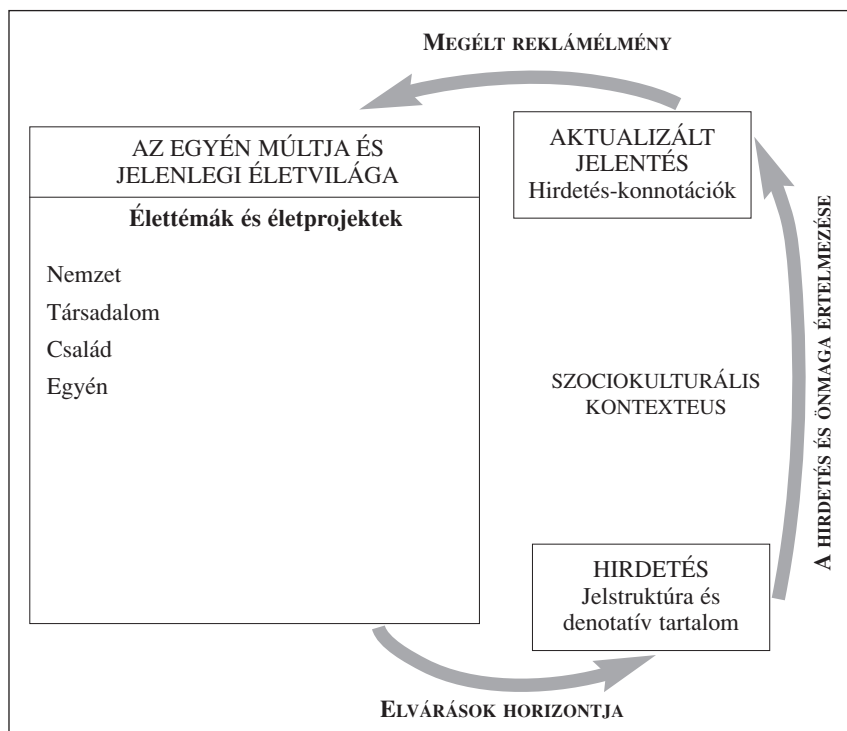 MEGÉLT REKLÁMÉLMÉNY
AZ EGYÉN MÚLTJA ÉS
JELENLEGI ÉLETVILÁGA
Élettémák és életprojektek
Nemzet
Társadalom
Család
Egyén
AKTUALIZÁLT
JELENTÉS
Hirdetés-konnotációk
SZOCIOKULTURÁLIS
KONTEXTEUS
A HIRDETÉS ÉS ÖNMAGA ÉRTELMEZÉSE
HIRDETÉS
Jelstruktúra és
denotatív tartalom
ELVÁRÁSOK HORIZONTJA